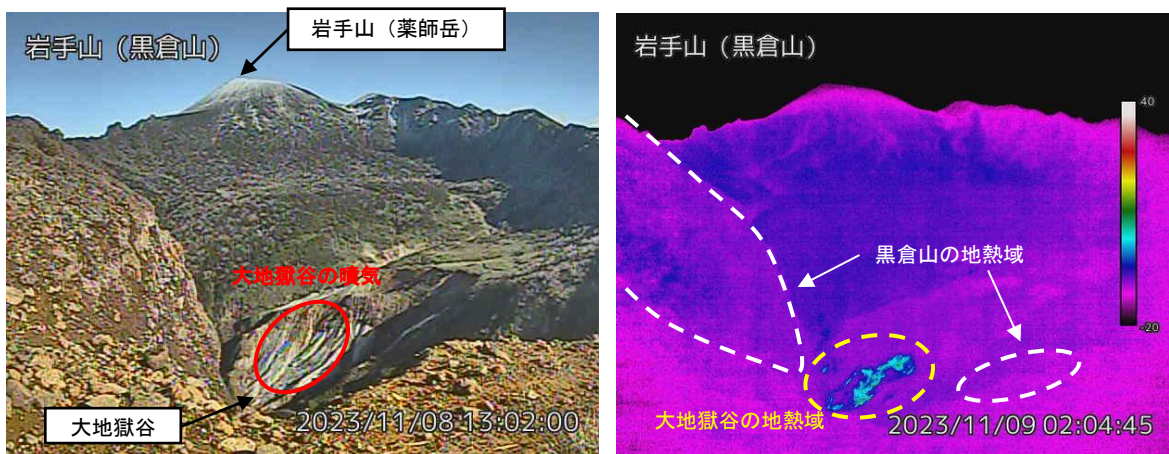 岩手山（薬師岳）
岩手山（黒倉山）
大地獄谷の噴気
大地獄谷
2023/11/08 13:02:00
岩手山（黒倉山）
40
黒倉山の地熱域
-20
大地獄谷の地熱域
2023/11/09 02:04:45